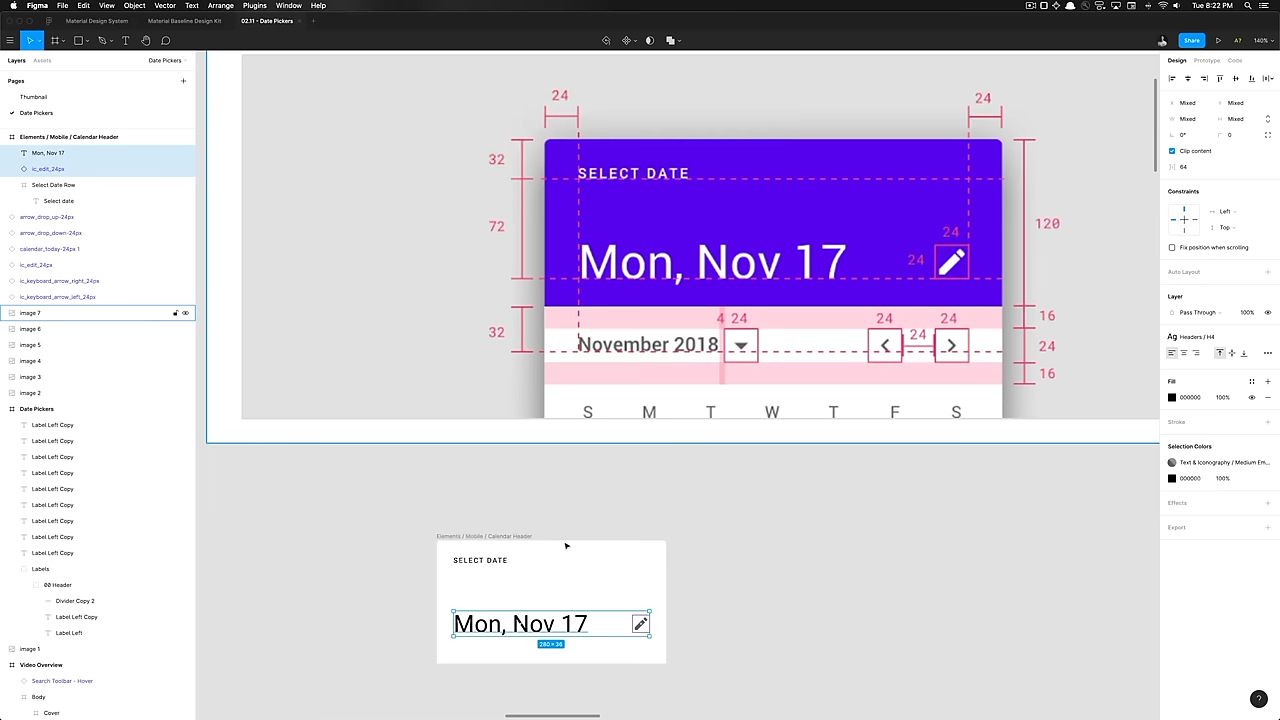 Figma File Edit Object Vector Text Arrange Plugins Window Help Tue 8:22 PM
Material Design System Material Baseline Design Kit 02.11 - Date Pickers
Share A? 140%
Layers Assets Date Pickers
Pages
Thumbnail
Date Pickers
Elements / Mobile / Calendar Header
Mon, Nov 17
ic_edit_24px
Select Date Row
Select date
arrow_drop_up-24px
arrow_drop_down-24px
calendar_today-24px 1
ic_edit_24px
ic_keyboard_arrow_right_24px
ic_keyboard_arrow_left_24px
image 7
image 6
image 5
image 4
image 3
image 2
Date Pickers
Label Left Copy
Label Left Copy
Label Left Copy
Label Left Copy
Label Left Copy
Label Left Copy
Label Left Copy
Label Left Copy
Label Left Copy
Labels
00 Header
Divider Copy 2
Label Left Copy
Label Left
image 1
Video Overview
Search Toolbar - Hover
Body
Cover
24 24
32
SELECT DATE
72
120
24
Mon, Nov 17 24
32
4 24 24 24
16
November 2018 24
24
16
S M T W T F S
Elements / Mobile / Calendar Header
SELECT DATE
Mon, Nov 17
280 × 36
Design Prototype Code
X Mixed Y Mixed
W Mixed H Mixed
0° 0
Clip content
64
Constraints
Left
Top
Fix position when scrolling
Auto Layout
Layer
Pass Through 100%
Ag Headers / H4
Fill
000000 100%
Stroke
Selection Colors
Text & Iconography / Medium Em...
000000 100%
Effects
Export
?